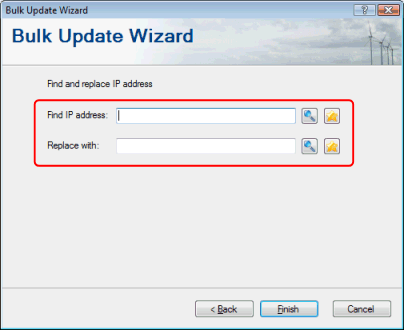 Bulk Update Wizard
Bulk Update Wizard
Find and replace IP address
Find IP address:
Replace with:
< Back Finish Cancel